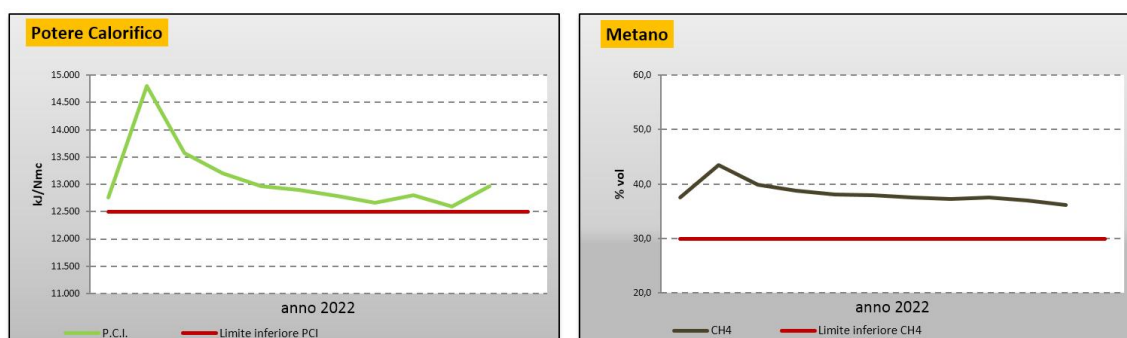 Potere Calorifico
15.000
14.500
14.000
13.500
13.000
12.500
12.000
11.500
11.000
kJ/Nmc
anno 2022
P.C.I.
Limite inferiore PCI
Metano
60,0
50,0
40,0
30,0
20,0
% vol
anno 2022
CH4
Limite inferiore CH4